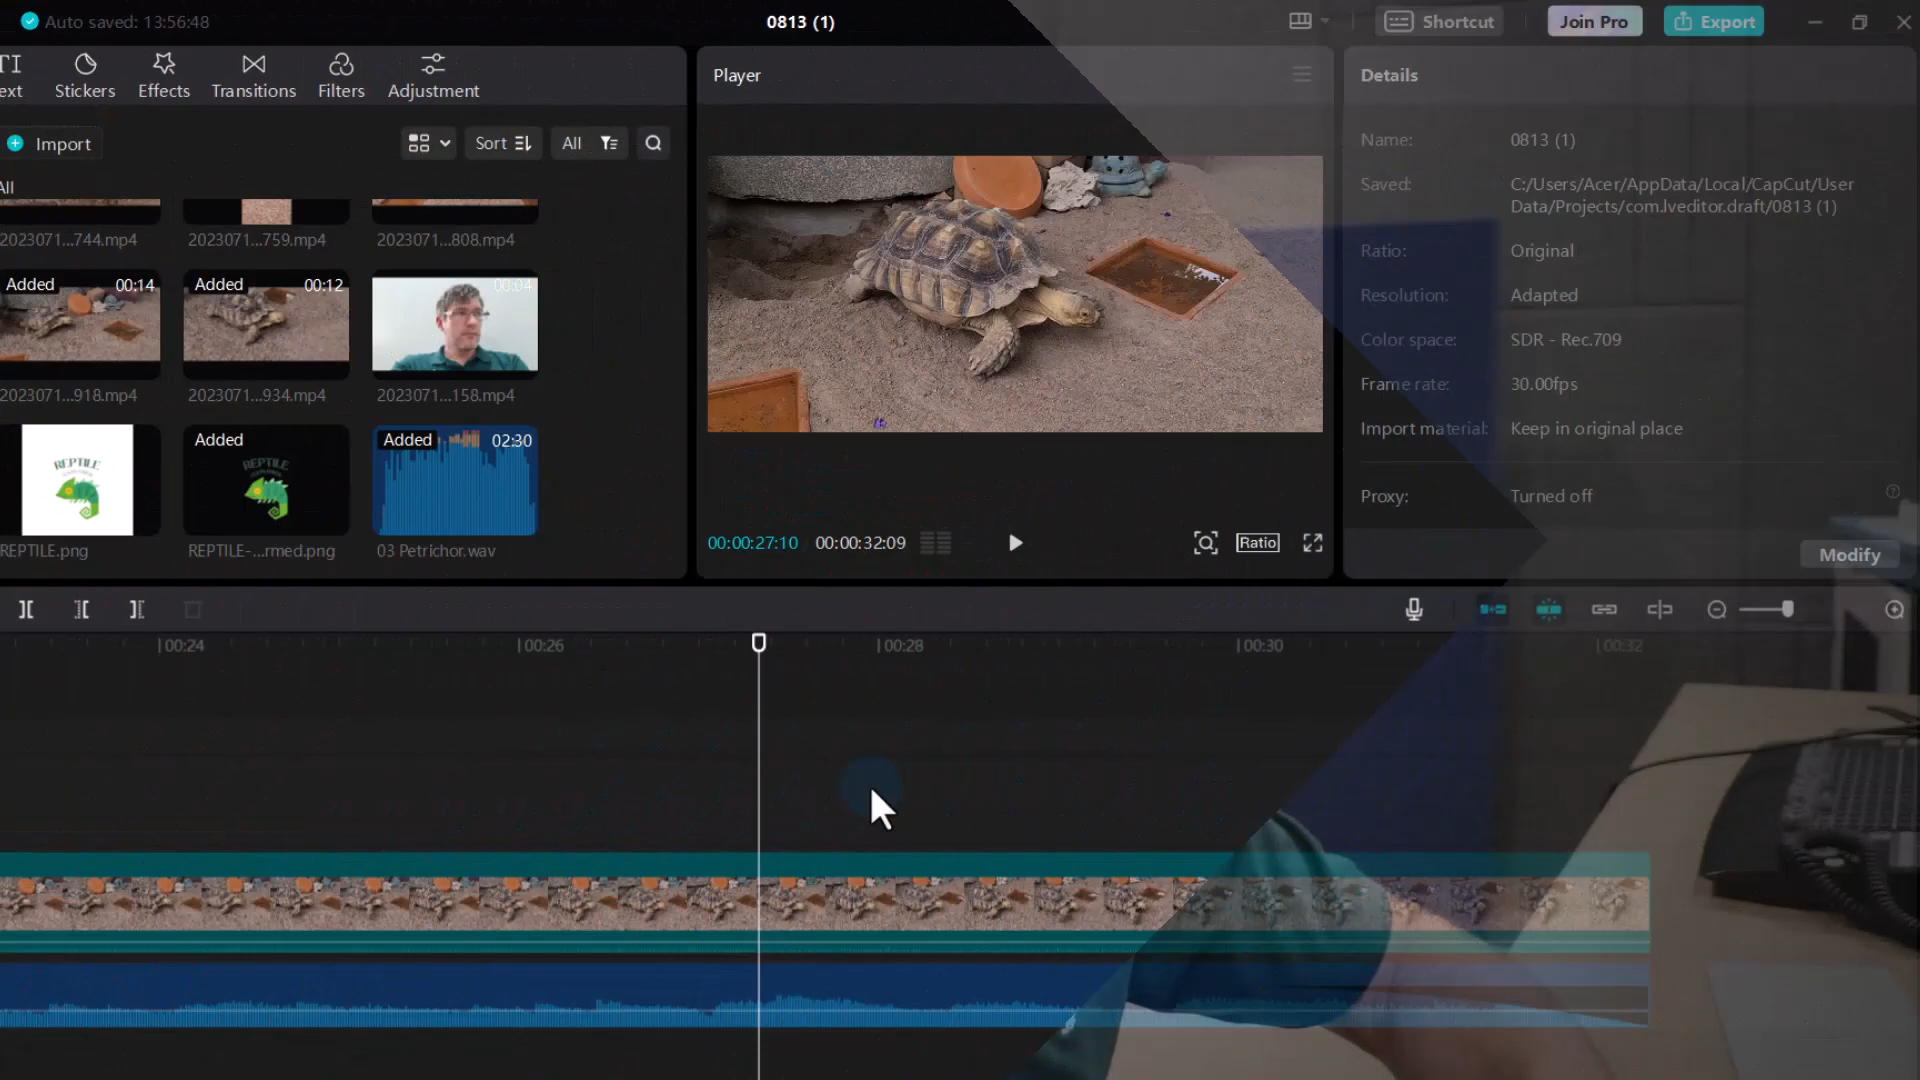 Auto saved: 13:56:48
0813 (1)
Shortcut
Join Pro
Export
ext
Stickers
Effects
Transitions
Filters
Adjustment
Import
Sort
All
All
2023071...744.mp4
2023071...759.mp4
2023071...808.mp4
Added 00:14
Added 00:12
00:04
2023071...918.mp4
2023071...934.mp4
2023071...158.mp4
REPTILE
Added
REPTILE
Added 02:30
REPTILE.png
REPTILE-...rmed.png
03 Petrichor.wav
Player
00:00:27:10
00:00:32:09
Ratio
Details
Name: 0813 (1)
Saved: C:/Users/Acer/AppData/Local/CapCut/User
Data/Projects/com.lveditor.draft/0813 (1)
Ratio: Original
Resolution: Adapted
Color space: SDR - Rec.709
Frame rate: 30.00fps
Import material: Keep in original place
Proxy: Turned off
Modify
00:24
00:26
00:28
00:30
00:32